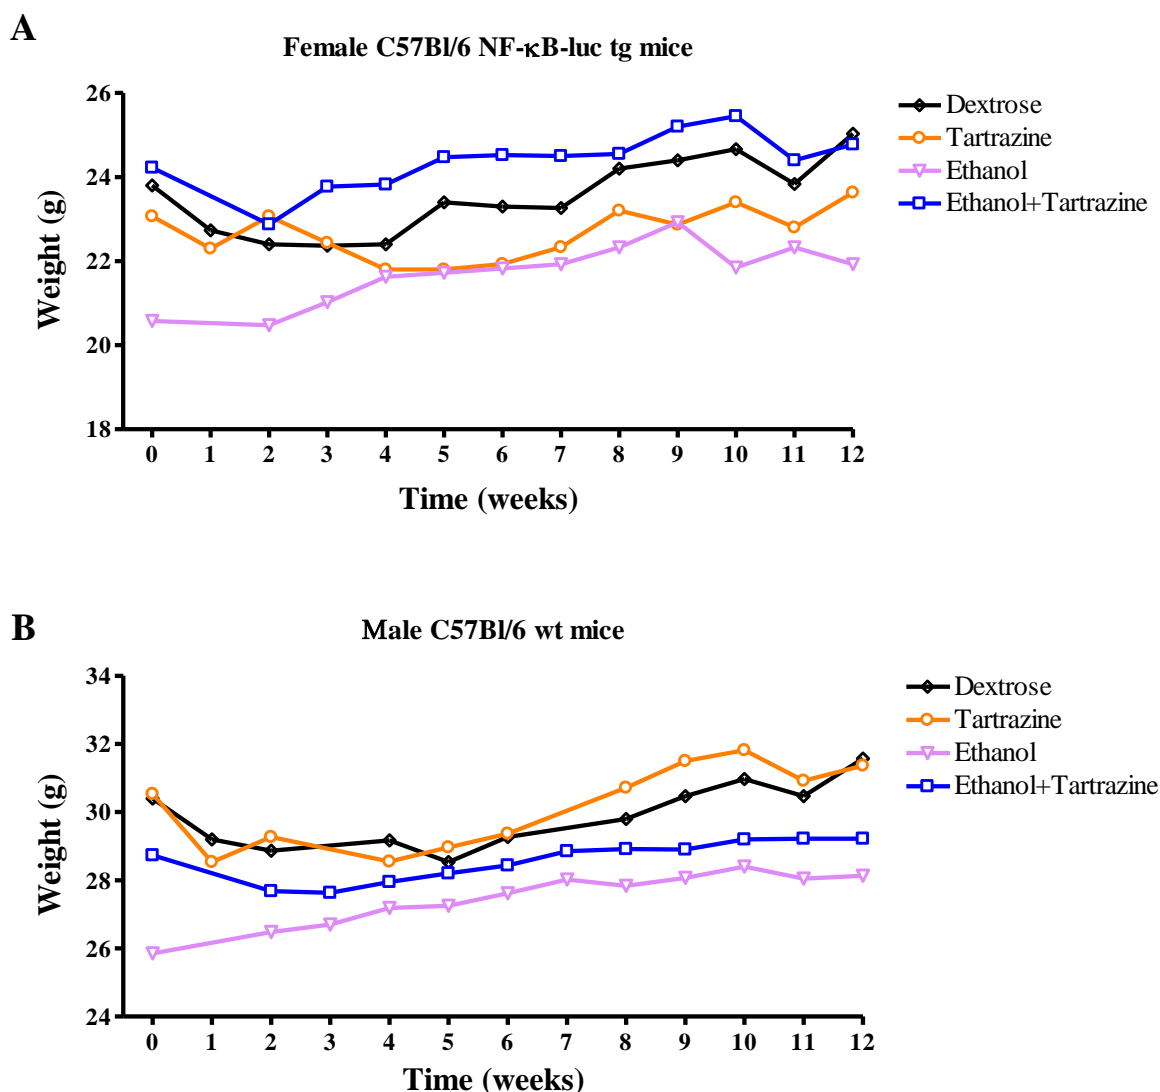 A
Female C57Bl/6 NF-κB-luc tg mice
Dextrose
Tartrazine
Ethanol
Ethanol+Tartrazine
Weight (g)
26
24
22
20
18
0 1 2 3 4 5 6 7 8 9 10 11 12
Time (weeks)
B
Male C57Bl/6 wt mice
Dextrose
Tartrazine
Ethanol
Ethanol+Tartrazine
Weight (g)
34
32
30
28
26
24
0 1 2 3 4 5 6 7 8 9 10 11 12
Time (weeks)